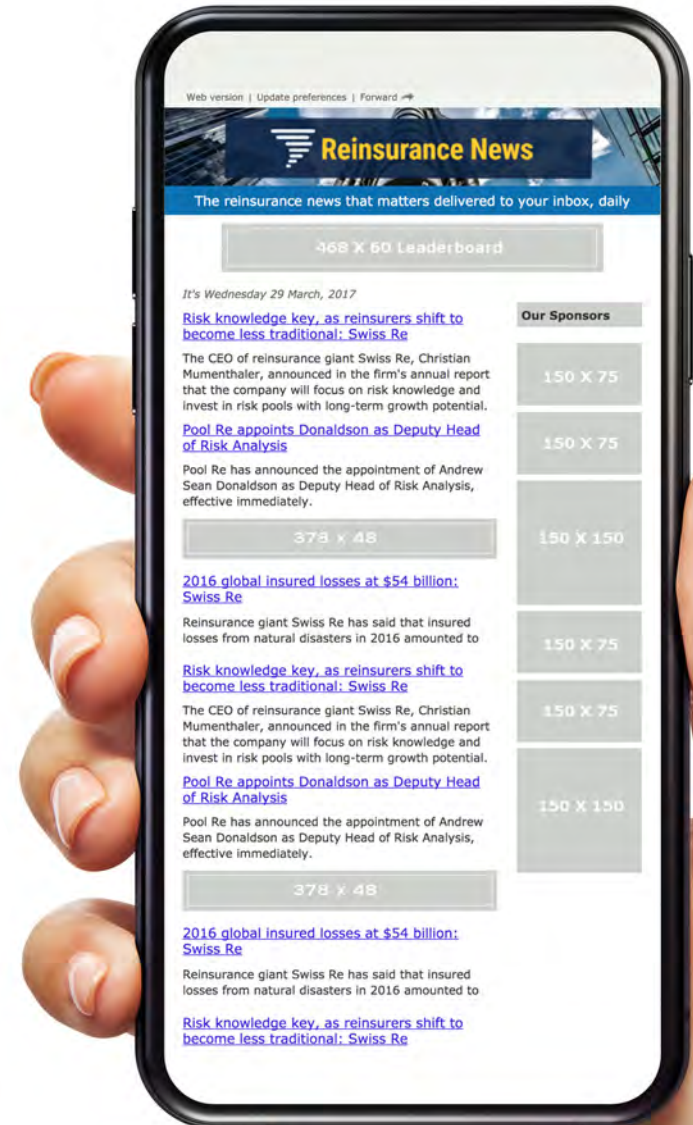 Web version | Update preferences | Forward
Reinsurance News
The reinsurance news that matters delivered to your inbox, daily
468 X 60 Leaderboard
It's Wednesday 29 March, 2017
Risk knowledge key, as reinsurers shift to
become less traditional: Swiss Re
The CEO of reinsurance giant Swiss Re, Christian
Mumenthaler, announced in the firm's annual report
that the company will focus on risk knowledge and
invest in risk pools with long-term growth potential.
Pool Re appoints Donaldson as Deputy Head
of Risk Analysis
Pool Re has announced the appointment of Andrew
Sean Donaldson as Deputy Head of Risk Analysis,
effective immediately.
378 x 48
2016 global insured losses at $54 billion:
Swiss Re
Reinsurance giant Swiss Re has said that insured
losses from natural disasters in 2016 amounted to
Risk knowledge key, as reinsurers shift to
become less traditional: Swiss Re
The CEO of reinsurance giant Swiss Re, Christian
Mumenthaler, announced in the firm's annual report
that the company will focus on risk knowledge and
invest in risk pools with long-term growth potential.
Pool Re appoints Donaldson as Deputy Head
of Risk Analysis
Pool Re has announced the appointment of Andrew
Sean Donaldson as Deputy Head of Risk Analysis,
effective immediately.
378 x 48
2016 global insured losses at $54 billion:
Swiss Re
Reinsurance giant Swiss Re has said that insured
losses from natural disasters in 2016 amounted to
Risk knowledge key, as reinsurers shift to
become less traditional: Swiss Re
Our Sponsors
150 X 75
150 X 75
150 X 150
150 X 75
150 X 75
150 X 150